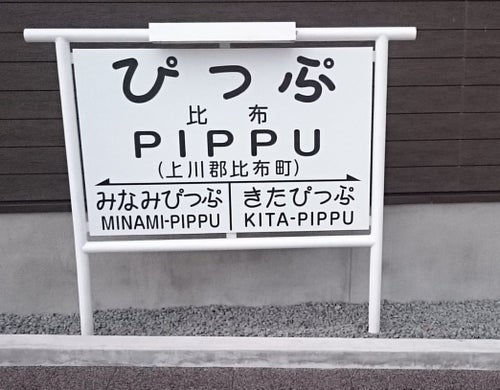 ぴっぷ
比布
PIPPU
(上川郡比布町)
みなみぴっぷ きたぴっぷ
MINAMI-PIPPU KITA-PIPPU